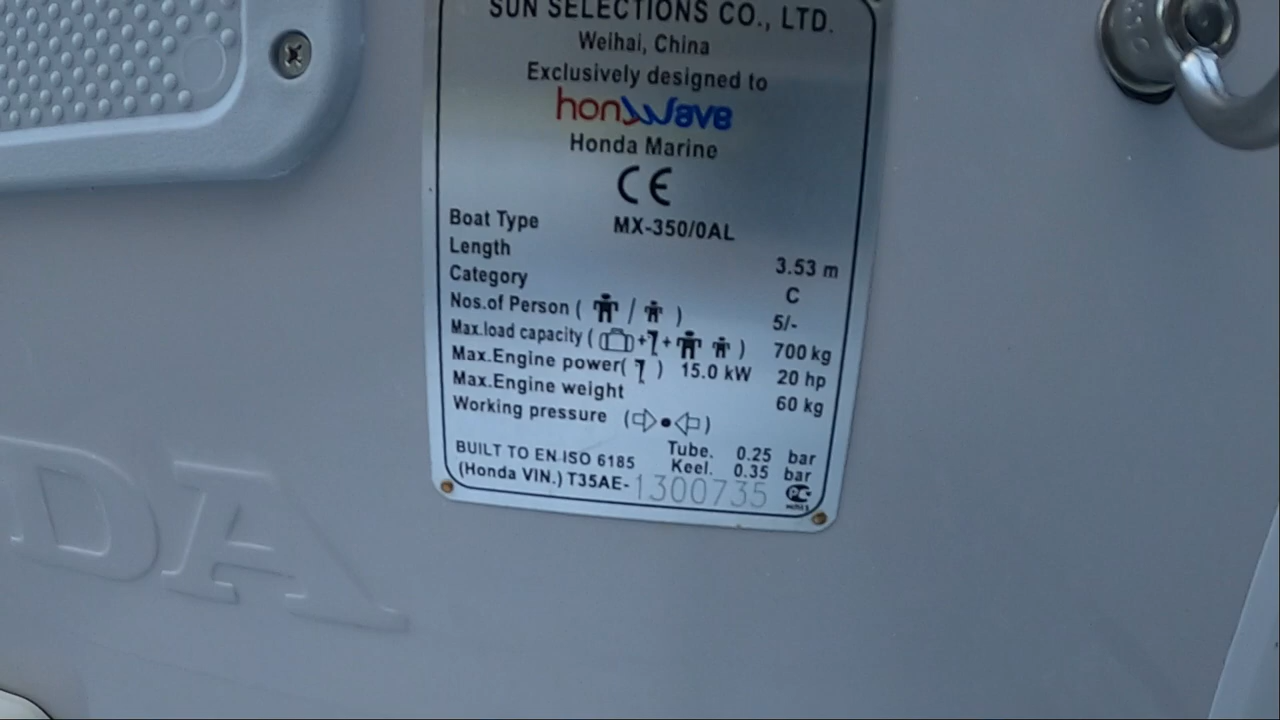 SUN SELECTIONS CO., LTD.
Weihai, China
Exclusively designed to
honwave
Honda Marine
CE
Boat Type MX-350/0AL
Length 3.53 m
Category C
Nos.of Person ( / ) 5/-
Max.load capacity ( + + ) 700 kg
Max.Engine power( ) 15.0 kW 20 hp
Max.Engine weight 60 kg
Working pressure ( )
Tube. 0.25 bar
BUILT TO EN ISO 6185 Keel. 0.35 bar
(Honda VIN.) T35AE-1300735
DA